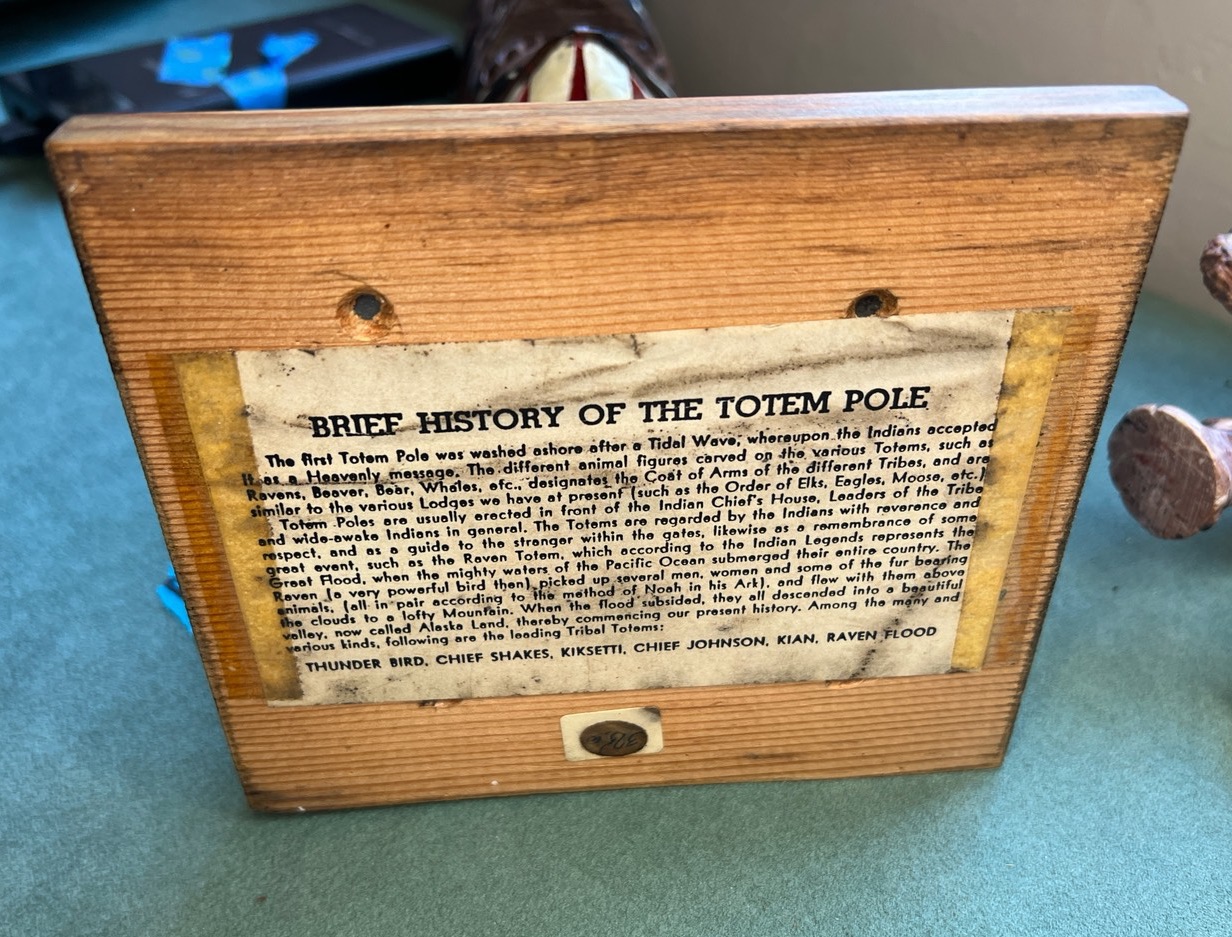 BRIEF HISTORY OF THE TOTEM POLE
The first Totem Pole was washed ashore after a Tidal Wave, whereupon the Indians accepted
It as a Heavenly message. The different animal figures carved on the various Totems, such as
Ravens, Beaver, Bear, Whales, etc., designates the Coat of Arms of the different Tribes, and are
similar to the various Lodges we have at present (such as the Order of Elks, Eagles, Moose, etc.)
Totem Poles are usually erected in front of the Indian Chief's House, Leaders of the Tribe
and wide-awake Indians in general. The Totems are regarded by the Indians with reverence and
respect, and as a guide to the stranger within the gates, likewise as a remembrance of some
great event, such as the Raven Totem, which according to the Indian Legends represents the
Great Flood, when the mighty waters of the Pacific Ocean submerged their entire country. The
Raven (a very powerful bird then) picked up several men, women and some of the fur bearing
animals, (all in pair according to the method of Noah in his Ark), and flew with them above
the clouds to a lofty Mountain. When the flood subsided, they all descended into a beautiful
valley, now called Alaska Land, thereby commencing our present history. Among the many and
various kinds, following are the leading Tribal Totems:
THUNDER BIRD, CHIEF SHAKES, KIKSETTI, CHIEF JOHNSON, KIAN, RAVEN FLOOD